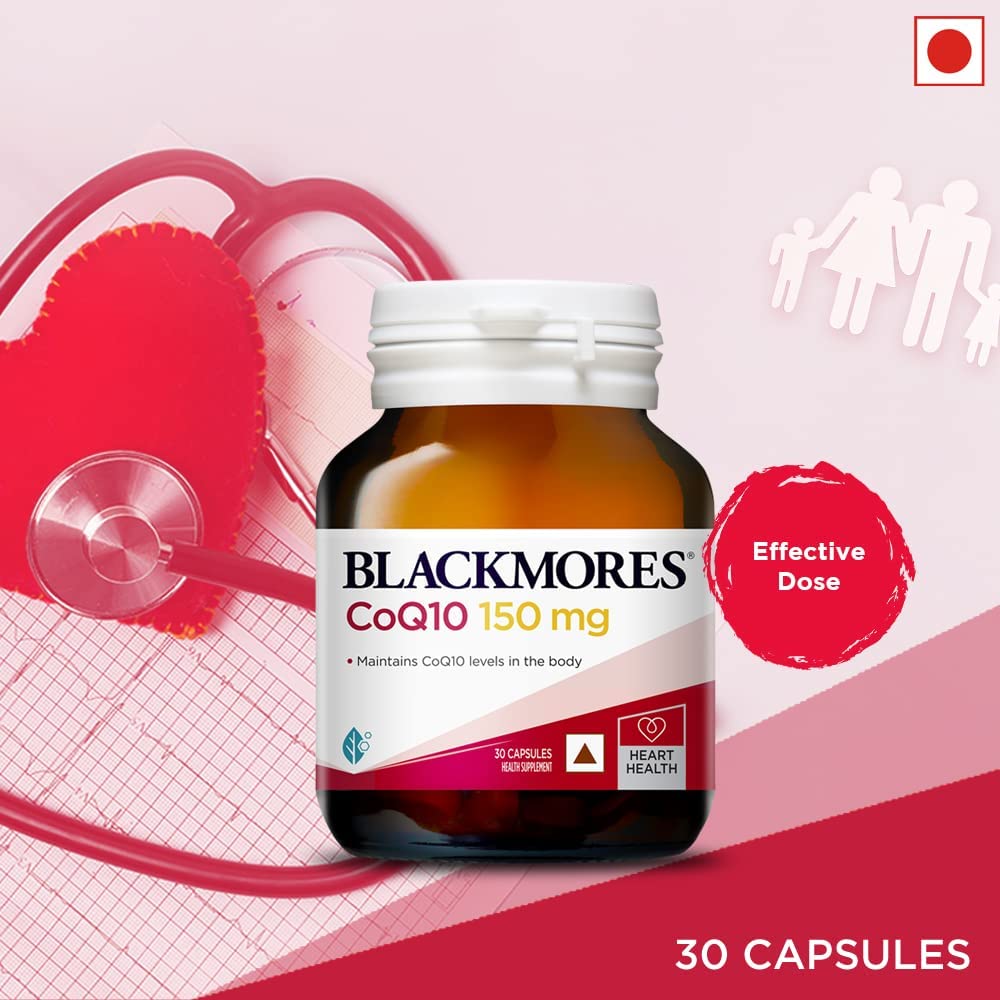 BLACKMORES®
CoQ10 150 mg
• Maintains CoQ10 levels in the body
30 CAPSULES
HEALTH SUPPLEMENT
HEART
HEALTH
Effective
Dose
30 CAPSULES